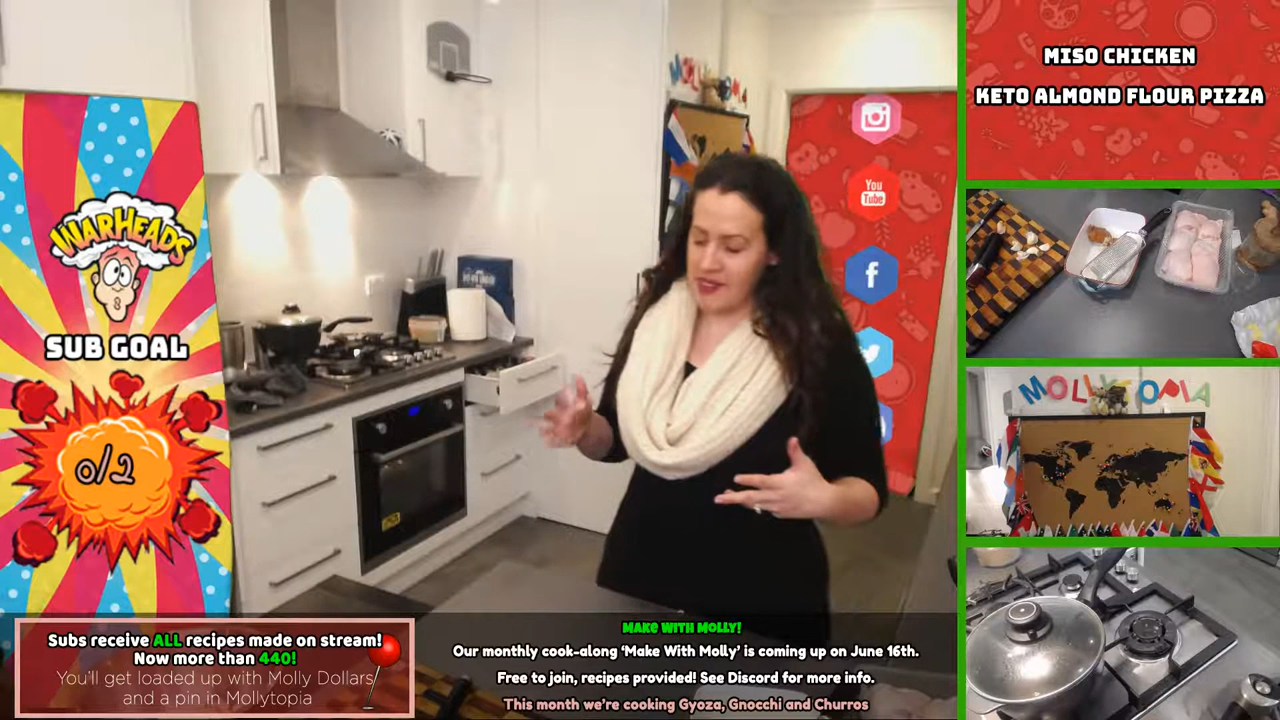 WARHEADS
SUB GOAL
0/2
MOLLY
OPIA
You
Tube
f
MISO CHICKEN
KETO ALMOND FLOUR PIZZA
MOLLYTOPIA
Subs receive ALL recipes made on stream!
Now more than 440!
You'll get loaded up with Molly Dollars
and a pin in Mollytopia
MAKE WITH MOLLY!
Our monthly cook-along 'Make With Molly' is coming up on June 16th.
Free to join, recipes provided! See Discord for more info.
This month we're cooking Gyoza, Gnocchi and Churros